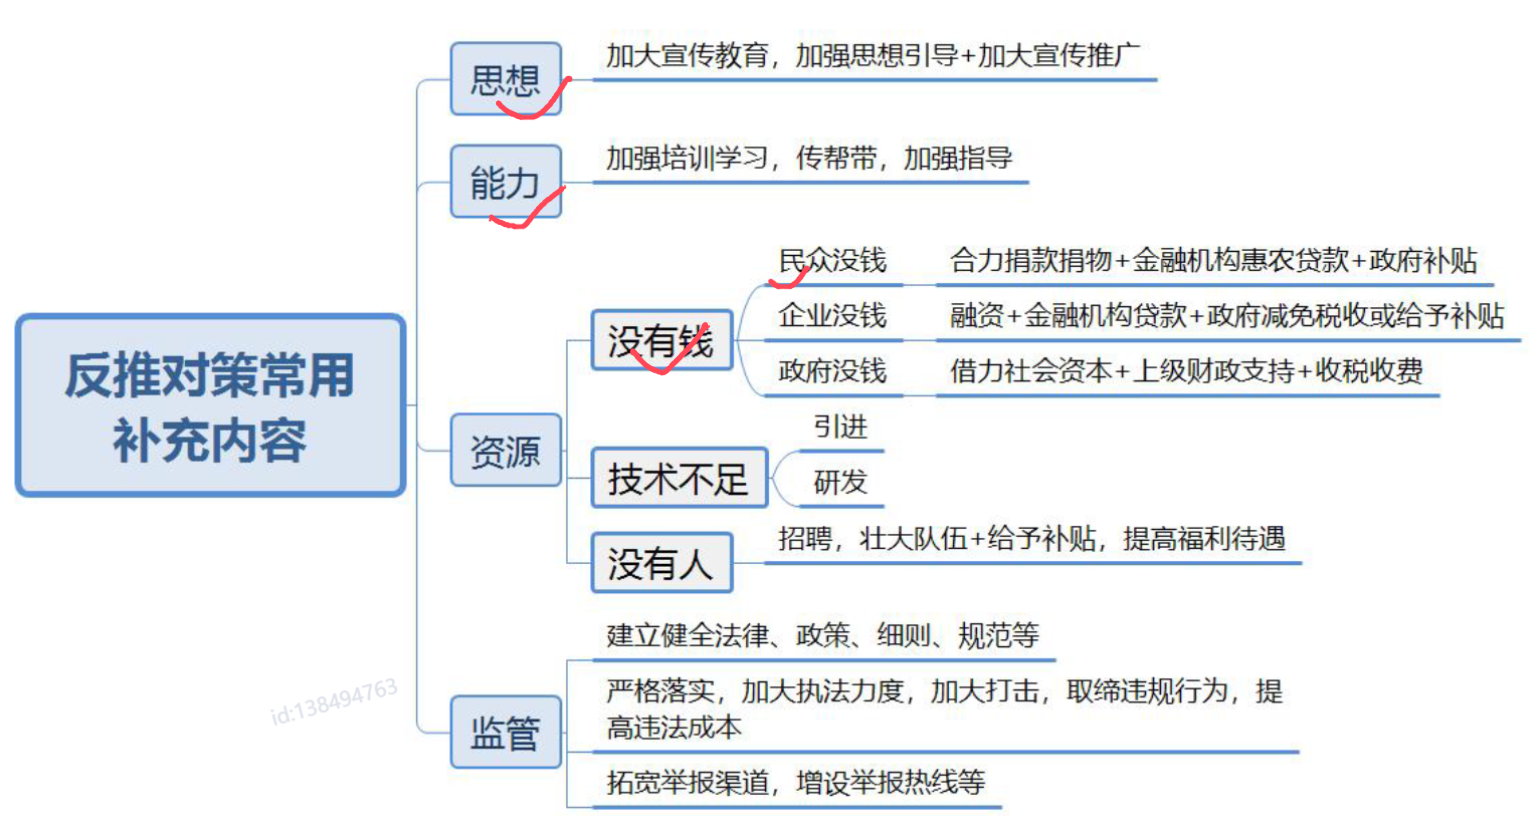 反推对策常用
补充内容
思想
加大宣传教育，加强思想引导+加大宣传推广
能力
加强培训学习，传帮带，加强指导
资源
没有钱
民众没钱
合力捐款捐物+金融机构惠农贷款+政府补贴
企业没钱
融资+金融机构贷款+政府减免税收或给予补贴
政府没钱
借力社会资本+上级财政支持+收税收费
技术不足
引进
研发
没有人
招聘，壮大队伍+给予补贴，提高福利待遇
监管
建立健全法律、政策、细则、规范等
严格落实，加大执法力度，加大打击，取缔违规行为，提
高违法成本
拓宽举报渠道，增设举报热线等
id:138494763